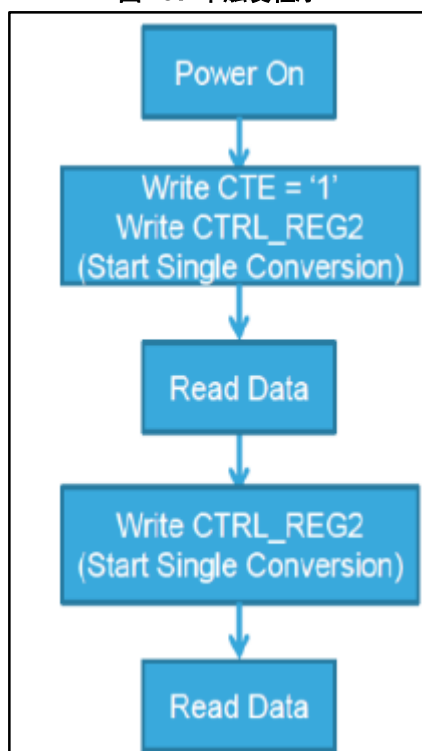 Power On
Write CTE = ‘1’
Write CTRL_REG2
(Start Single Conversion)
Read Data
Write CTRL_REG2
(Start Single Conversion)
Read Data